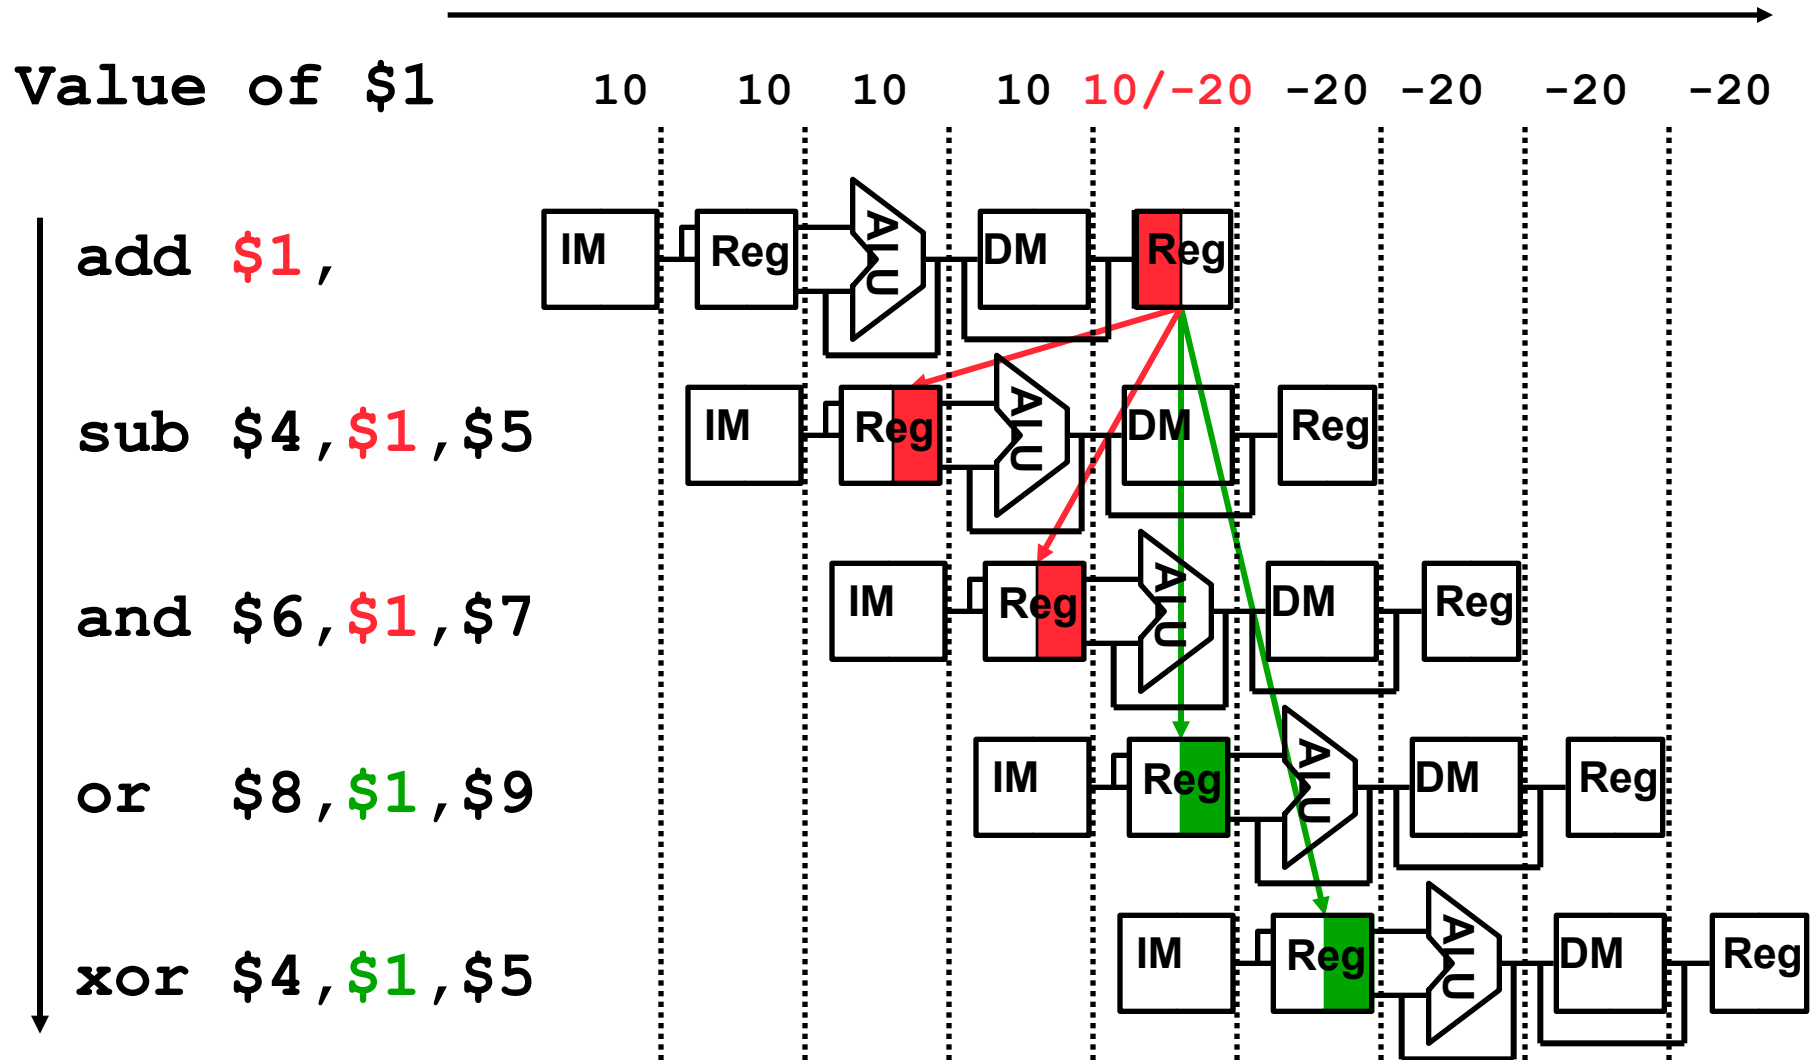 Value of $1 10 10 10 10 10/-20 -20 -20 -20 -20
add $1, IM Reg ALU DM Reg
sub $4,$1,$5 IM Reg ALU DM Reg
and $6,$1,$7 IM Reg ALU DM Reg
or $8,$1,$9 IM Reg ALU DM Reg
xor $4,$1,$5 IM Reg ALU DM Reg